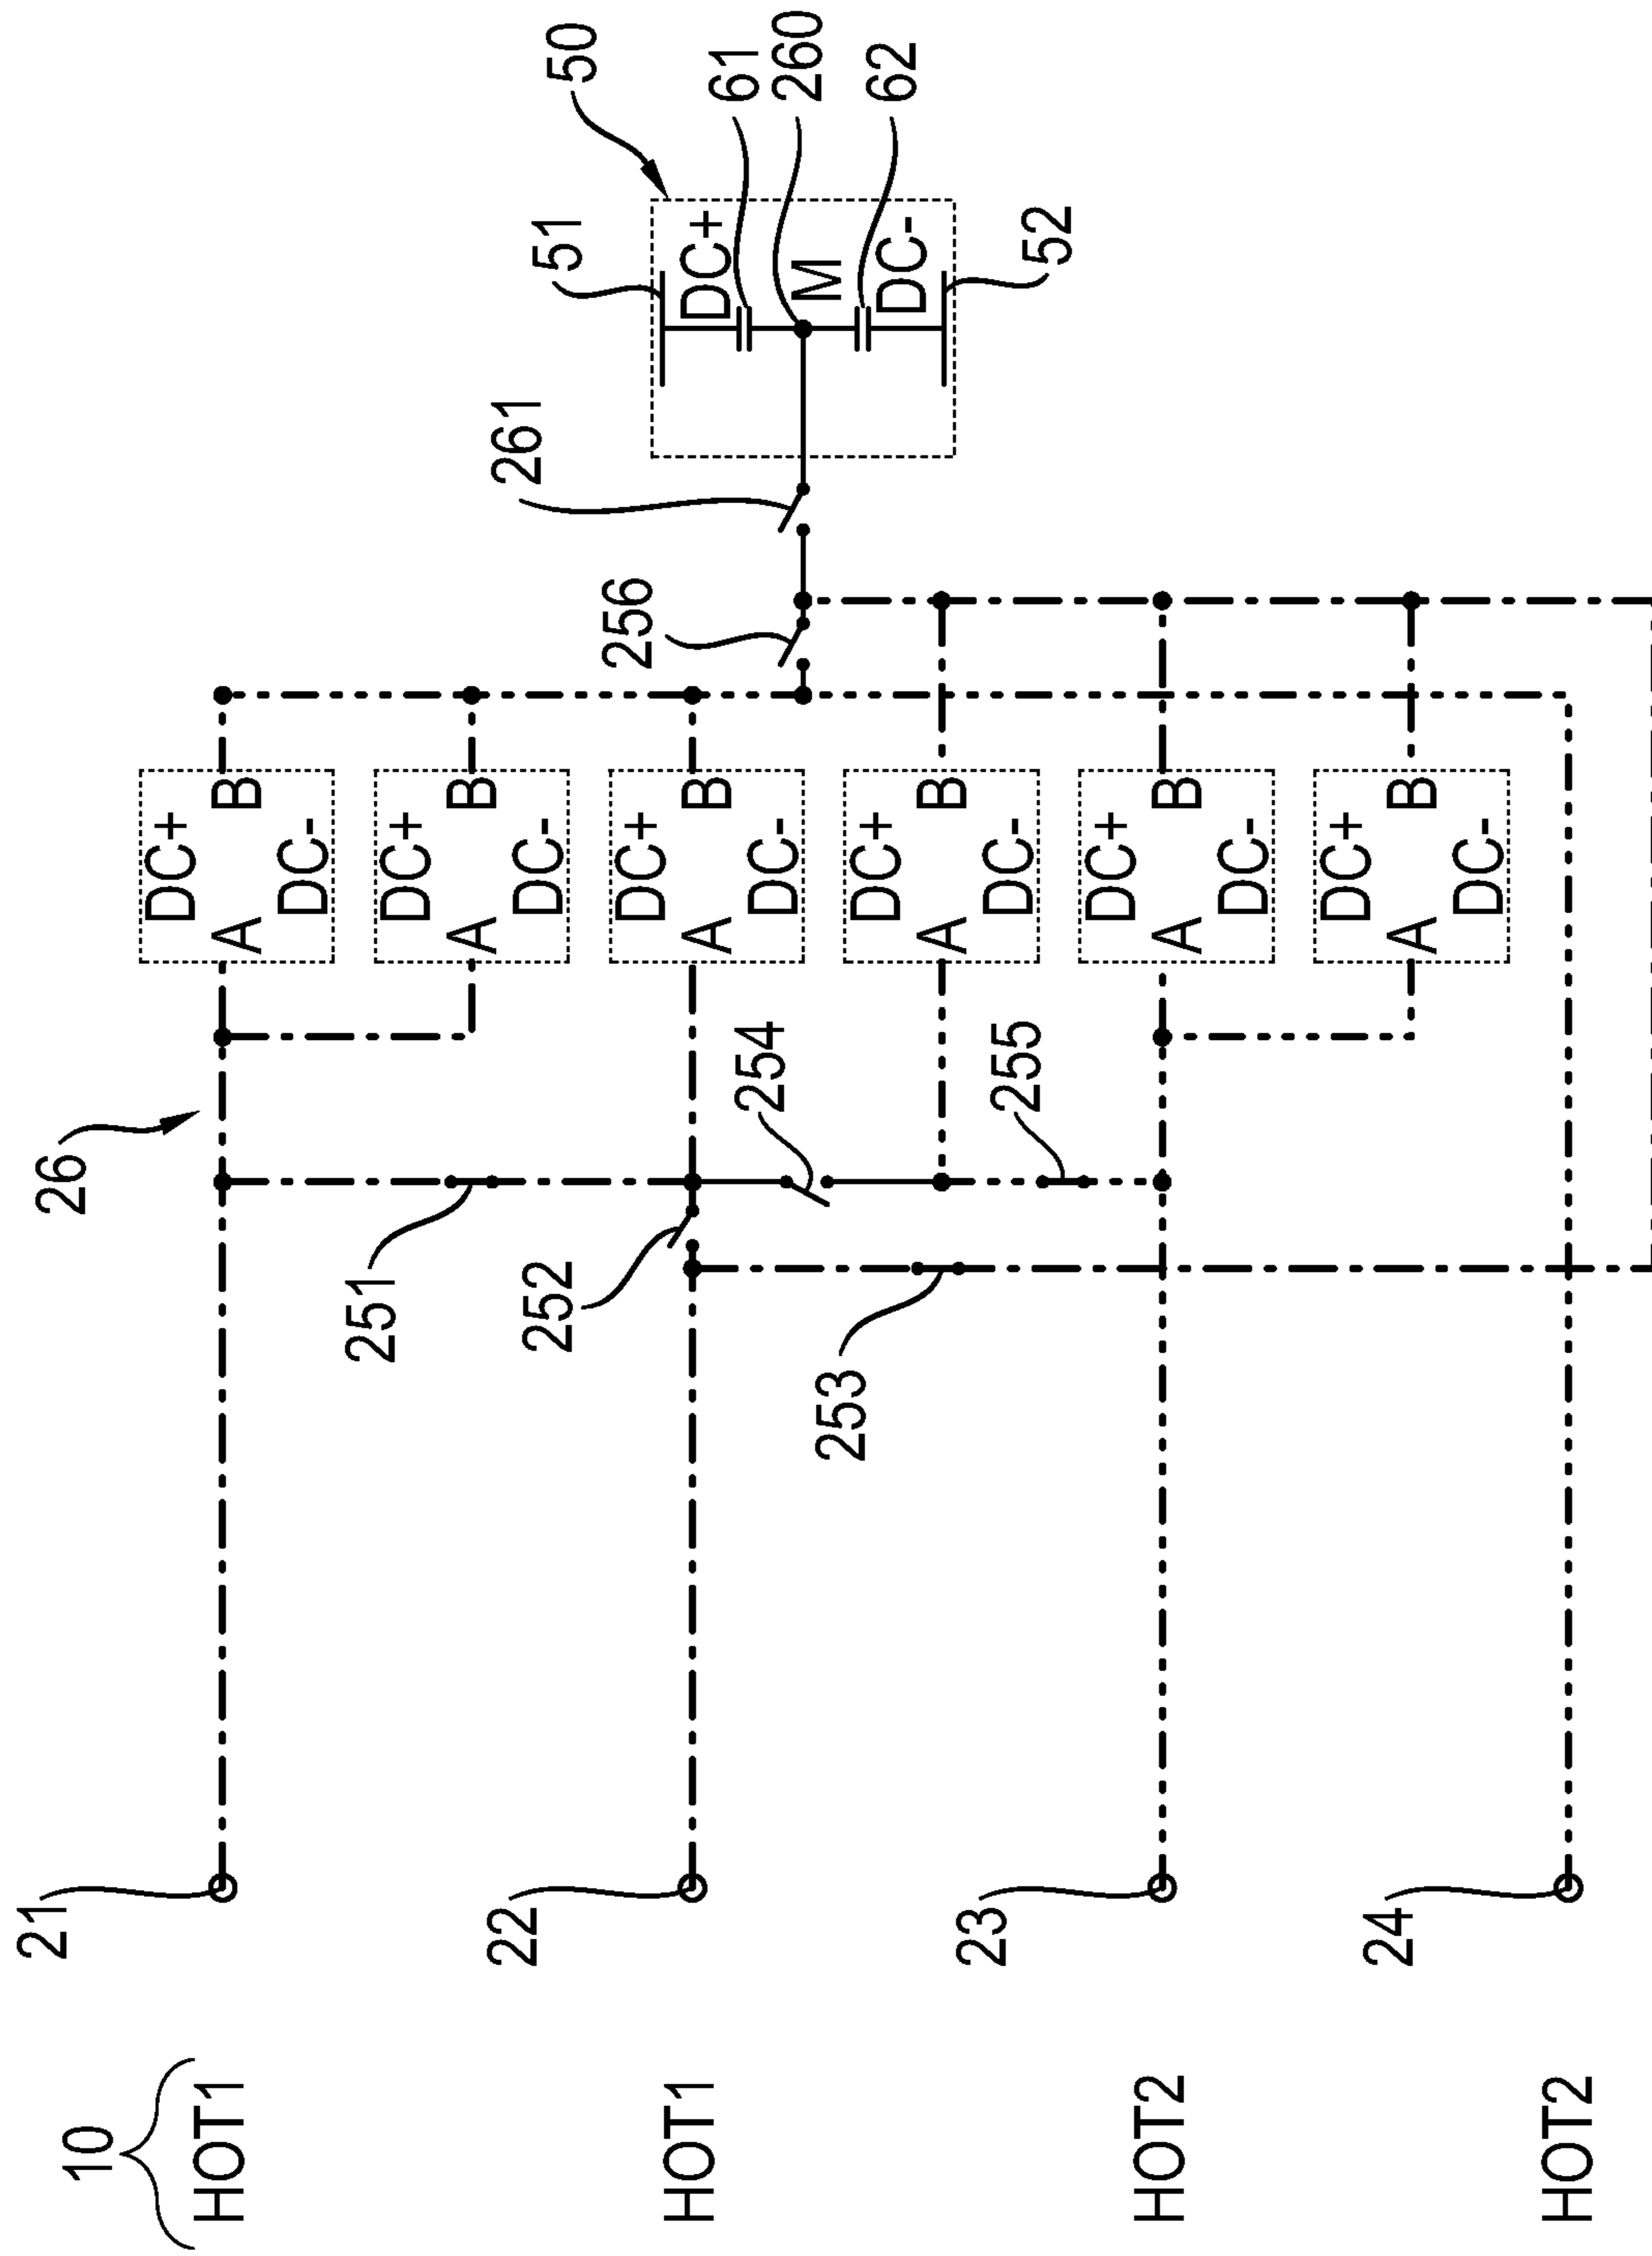 10
HOT1
HOT1
HOT2
HOT2
21
22
23
24
26
251
252
253
254
255
DC+
A
B
DC-
DC+
A
B
DC-
DC+
A
B
DC-
DC+
A
B
DC-
DC+
A
B
DC-
DC+
A
B
DC-
256
261
50
51
DC+
61
260
M
62
DC-
52